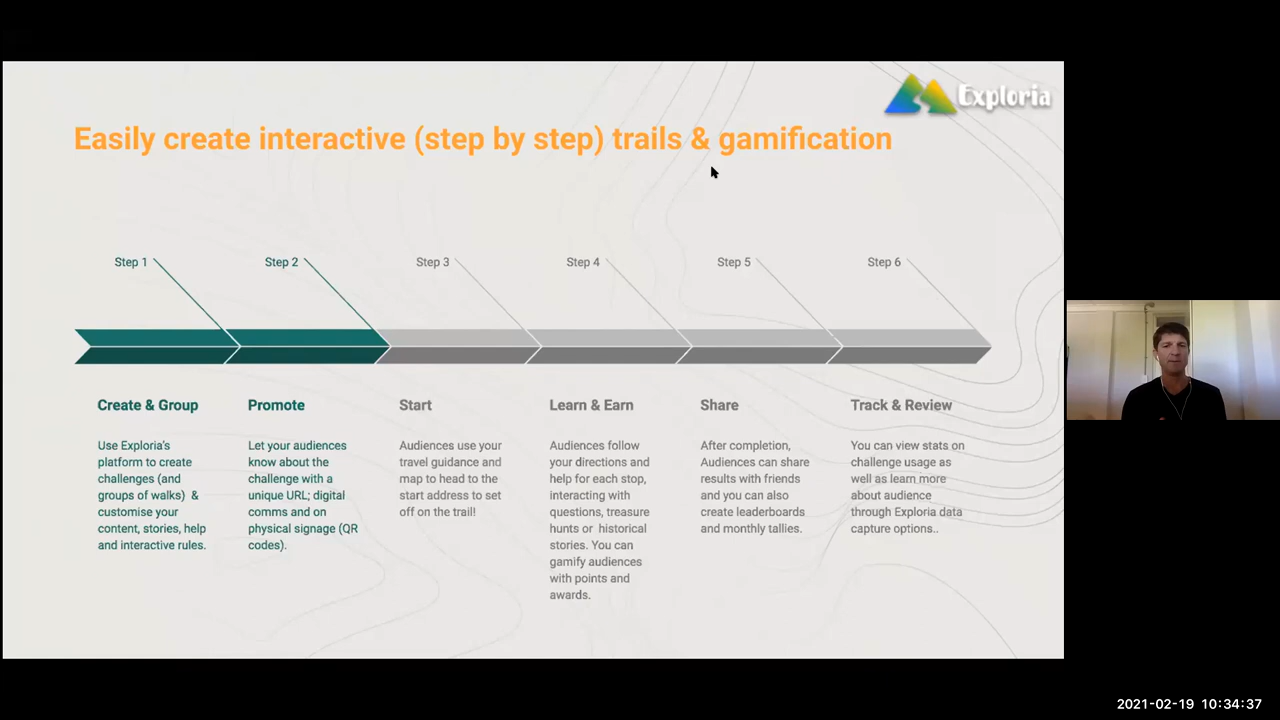 Exploria
Easily create interactive (step by step) trails & gamification
Step 1
Step 2
Step 3
Step 4
Step 5
Step 6
Create & Group
Use Exploria's
platform to create
challenges (and
groups of walks) &
customise your
content, stories, help
and interactive rules.
Promote
Let your audiences
know about the
challenge with a
unique URL; digital
comms and on
physical signage (QR
codes).
Start
Audiences use your
travel guidance and
map to head to the
start address to set
off on the trail!
Learn & Earn
Audiences follow
your directions and
help for each stop,
interacting with
questions, treasure
hunts or historical
stories. You can
gamify audiences
with points and
awards.
Share
After completion,
Audiences can share
results with friends
and you can also
create leaderboards
and monthly tallies.
Track & Review
You can view stats on
challenge usage as
well as learn more
about audience
through Exploria data
capture options..
2021-02-19 10:34:37